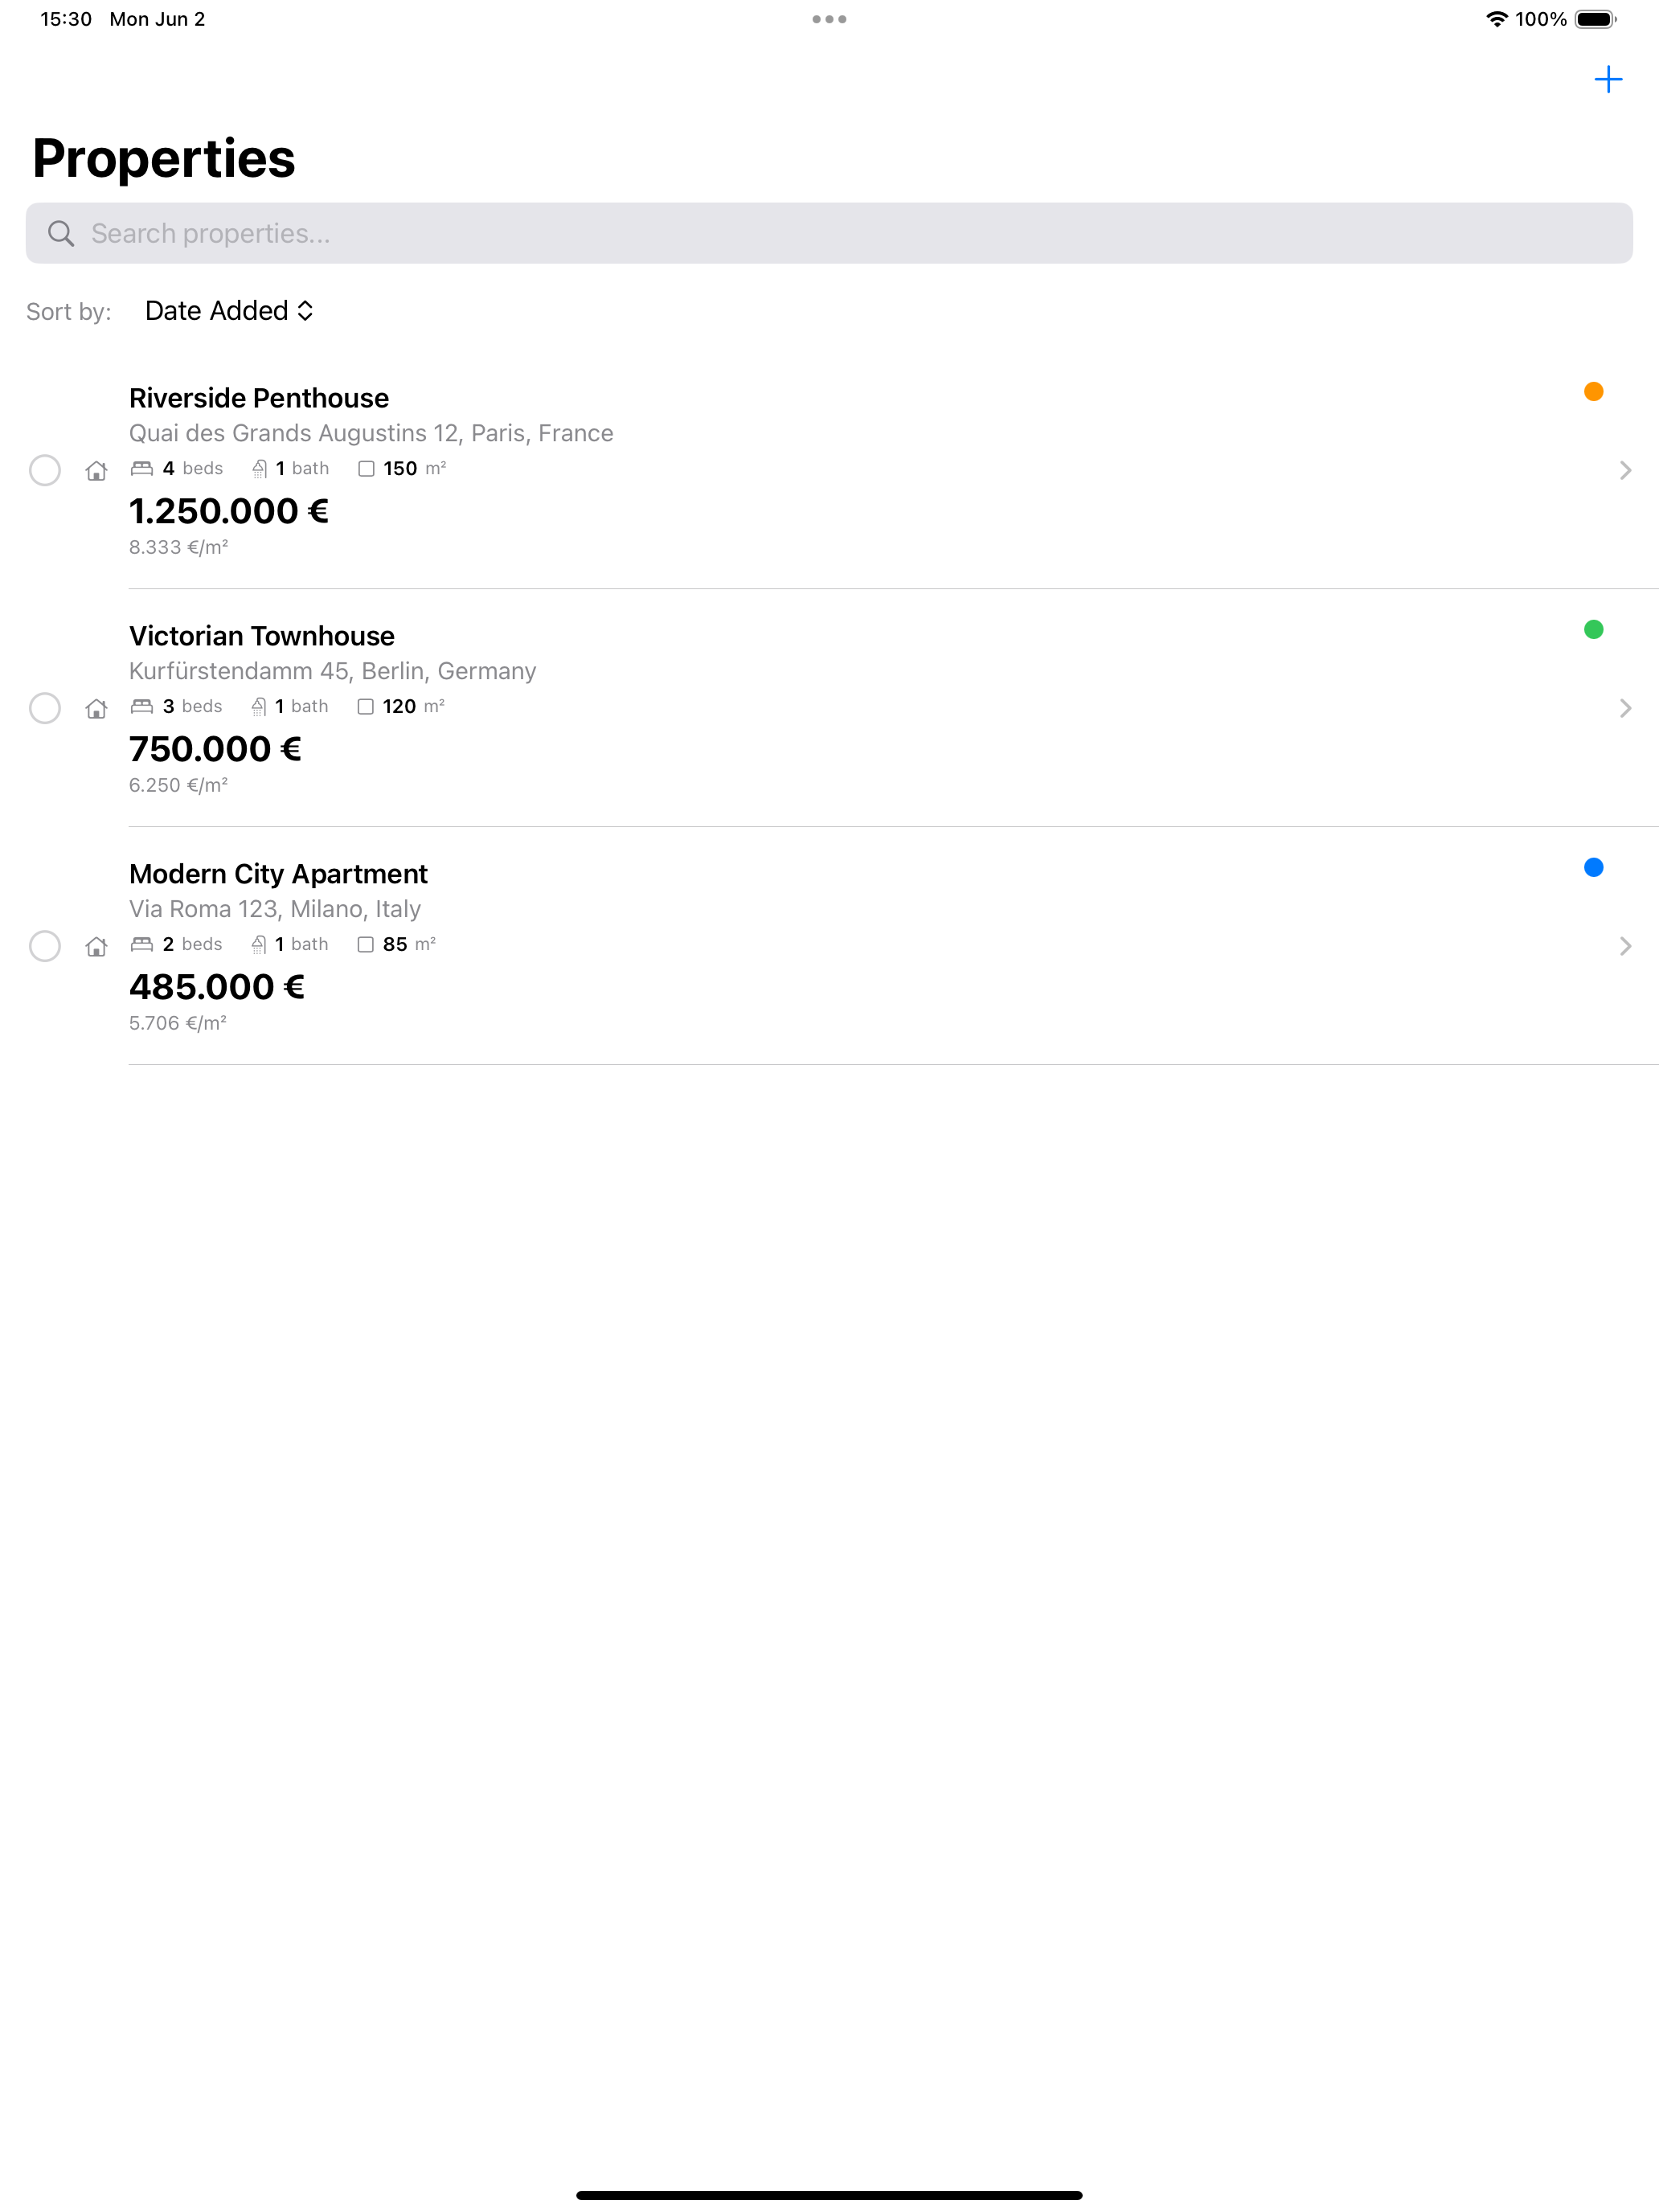 15:30 Mon Jun 2
100%
Properties
Search properties...
Sort by: Date Added
Riverside Penthouse
Quai des Grands Augustins 12, Paris, France
4 beds 1 bath 150 m²
1.250.000 €
8.333 €/m²
Victorian Townhouse
Kurfürstendamm 45, Berlin, Germany
3 beds 1 bath 120 m²
750.000 €
6.250 €/m²
Modern City Apartment
Via Roma 123, Milano, Italy
2 beds 1 bath 85 m²
485.000 €
5.706 €/m²